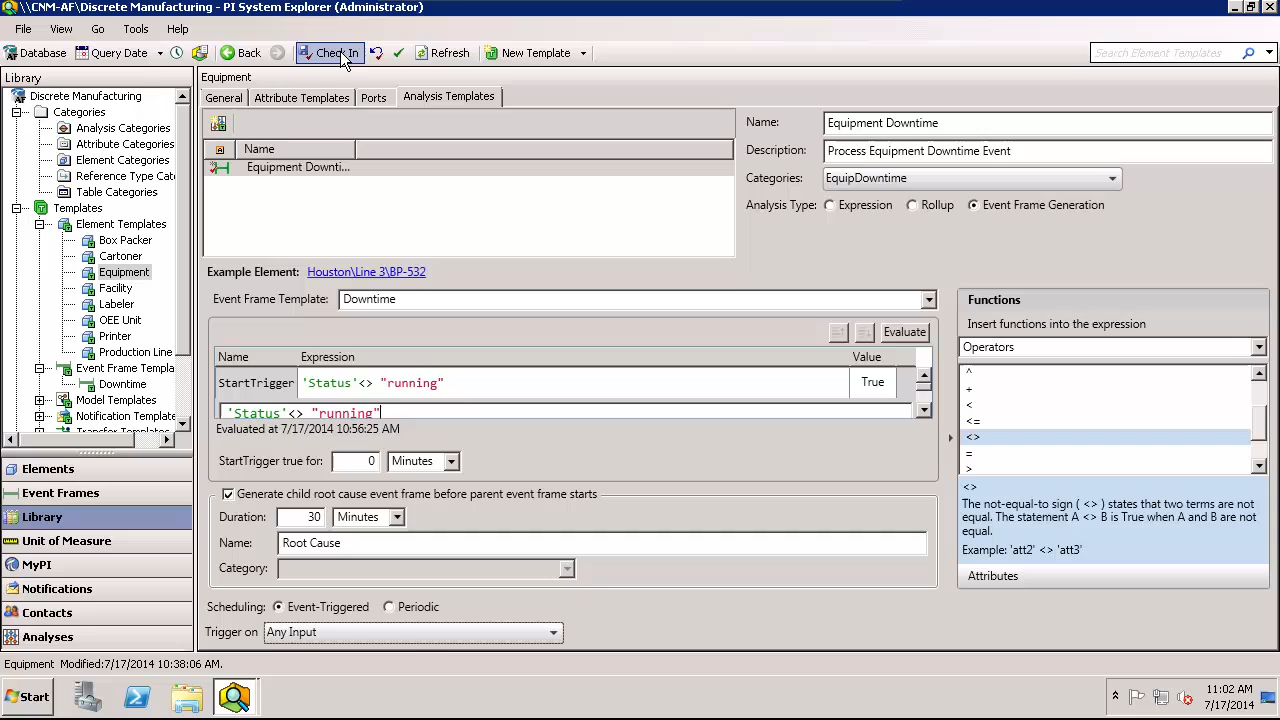 \\CNM-AF\Discrete Manufacturing - PI System Explorer (Administrator)
File View Go Tools Help
Database Query Date Back Check In Refresh New Template Search Element Templates
Library
Equipment
General Attribute Templates Ports Analysis Templates
Discrete Manufacturing
Categories
Analysis Categories
Attribute Categories
Element Categories
Reference Type Cat
Table Categories
Templates
Element Templates
Box Packer
Cartoner
Equipment
Facility
Labeler
OEE Unit
Printer
Production Line
Event Frame Templa
Downtime
Model Templates
Notification Template
Elements
Event Frames
Library
Unit of Measure
MyPI
Notifications
Contacts
Analyses
Name
Equipment Downti...
Name: Equipment Downtime
Description: Process Equipment Downtime Event
Categories: EquipDowntime
Analysis Type: Expression Rollup Event Frame Generation
Example Element: Houston\Line 3\BP-532
Event Frame Template: Downtime
Evaluate
Name Expression Value
StartTrigger 'Status'<> "running" True
'Status'<> "running"
Evaluated at 7/17/2014 10:56:25 AM
StartTrigger true for: 0 Minutes
Generate child root cause event frame before parent event frame starts
Duration: 30 Minutes
Name: Root Cause
Category:
Scheduling: Event-Triggered Periodic
Trigger on Any Input
Functions
Insert functions into the expression
Operators
^
+
<
<=
<>
=
>
<>
The not-equal-to sign ( <> ) states that two terms are not
equal. The statement A <> B is True when A and B are not
equal.
Example: 'att2' <> 'att3'
Attributes
Equipment Modified:7/17/2014 10:38:06 AM.
Start
11:02 AM
7/17/2014